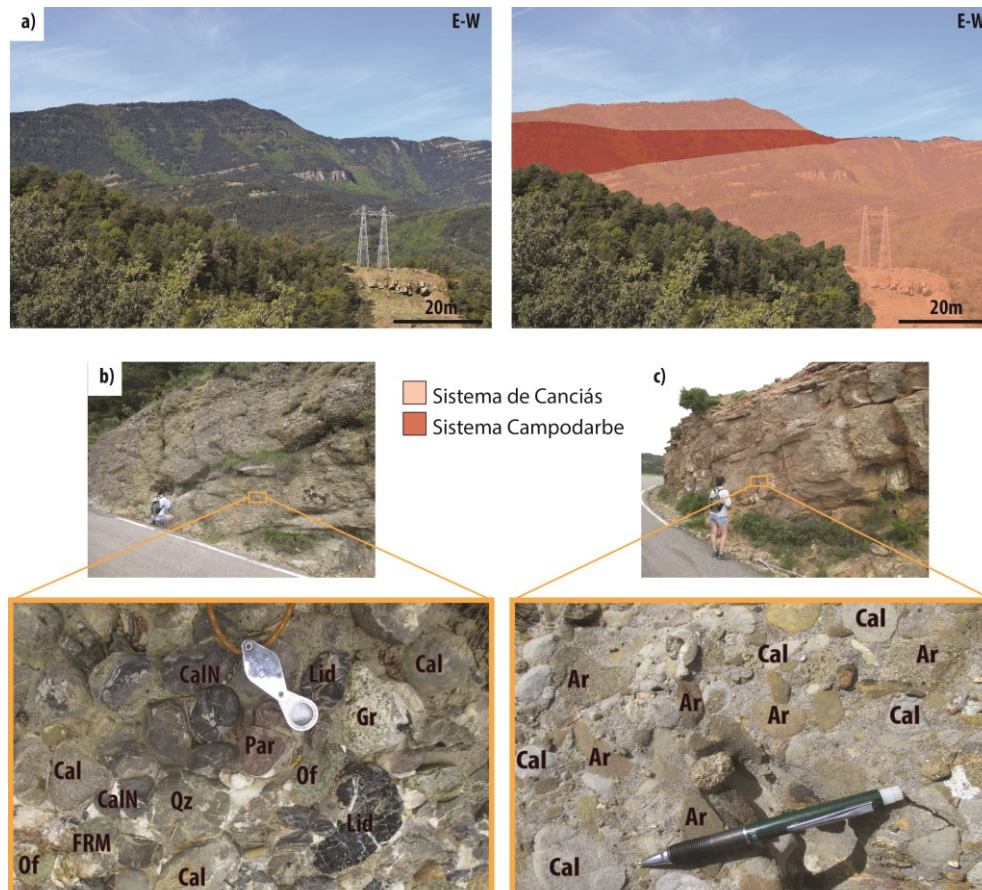 a)
E-W
E-W
20m
20m
b)
Sistema de Canciás
Sistema Campodarbe
c)
CalN
Lid
Cal
Gr
Par
Of
Cal
CalN
Qz
Lid
FRM
Of
Cal
Cal
Cal
Ar
Ar
Ar
Ar
Cal
Cal
Ar
Ar
Cal